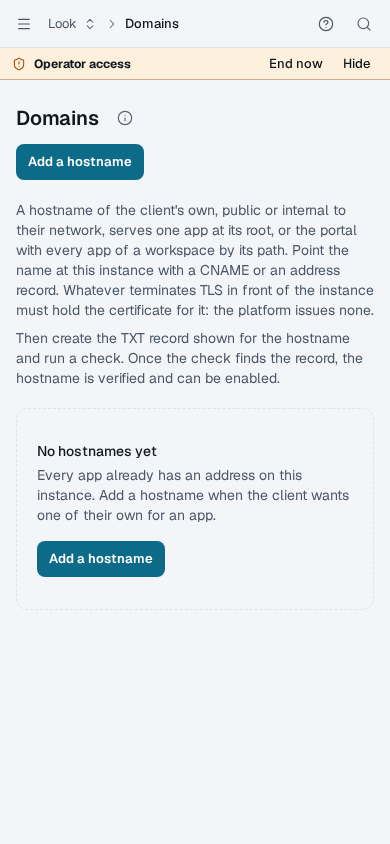 Look
Domains
Operator access
End now
Hide
Domains
Add a hostname
A hostname of the client's own, public or internal to
their network, serves one app at its root, or the portal
with every app of a workspace by its path. Point the
name at this instance with a CNAME or an address
record. Whatever terminates TLS in front of the instance
must hold the certificate for it: the platform issues none.
Then create the TXT record shown for the hostname
and run a check. Once the check finds the record, the
hostname is verified and can be enabled.
No hostnames yet
Every app already has an address on this
instance. Add a hostname when the client wants
one of their own for an app.
Add a hostname